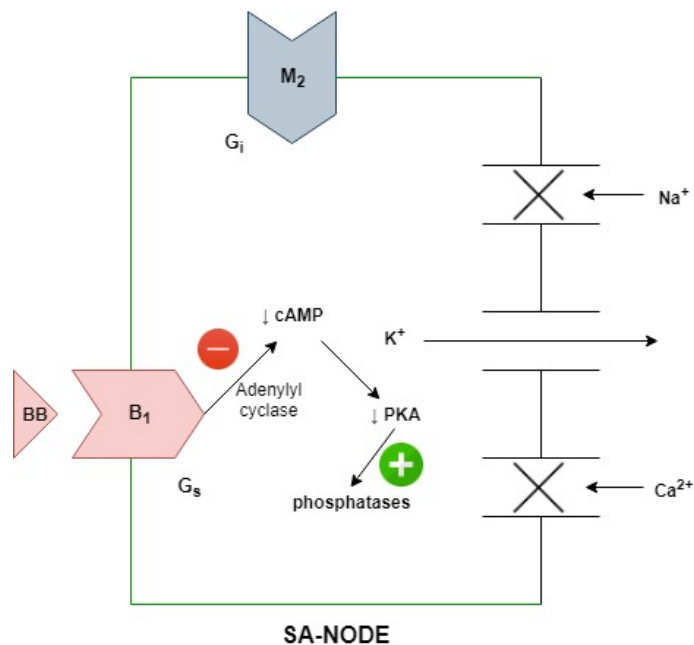 M₂
Gᵢ
Na⁺
↓ cAMP
K⁺
Adenylyl
cyclase
BB
B₁
↓ PKA
Gₛ
phosphatases
Ca²⁺
SA-NODE